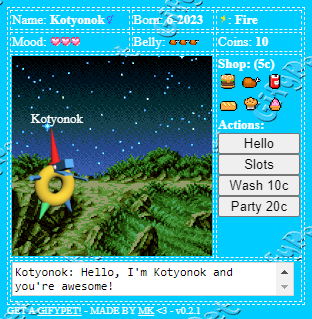 Name: Kotyonok
Born: 6-2023
Fire
Mood:
Belly:
Coins: 10
Shop: (5c)
Kotyonok
Actions:
Hello
Slots
Wash 10c
Party 20c
Kotyonok: Hello, I'm Kotyonok and
you're awesome!
GET A GIFYPET! - MADE BY MK <3 - v0.2.1